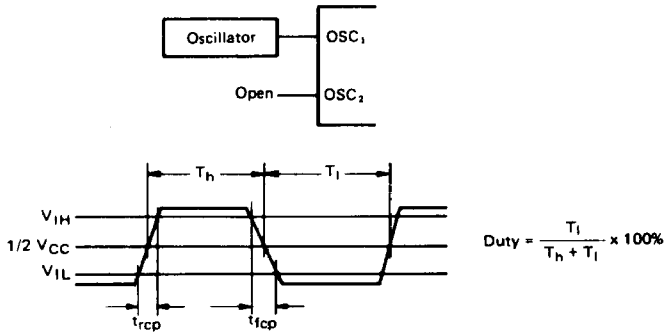 Oscillator
OSC1
Open
OSC2
Th
Tl
VIH
1/2 VCC
VIL
trcp
tfcp
Duty = Tl / Th + Tl x 100%